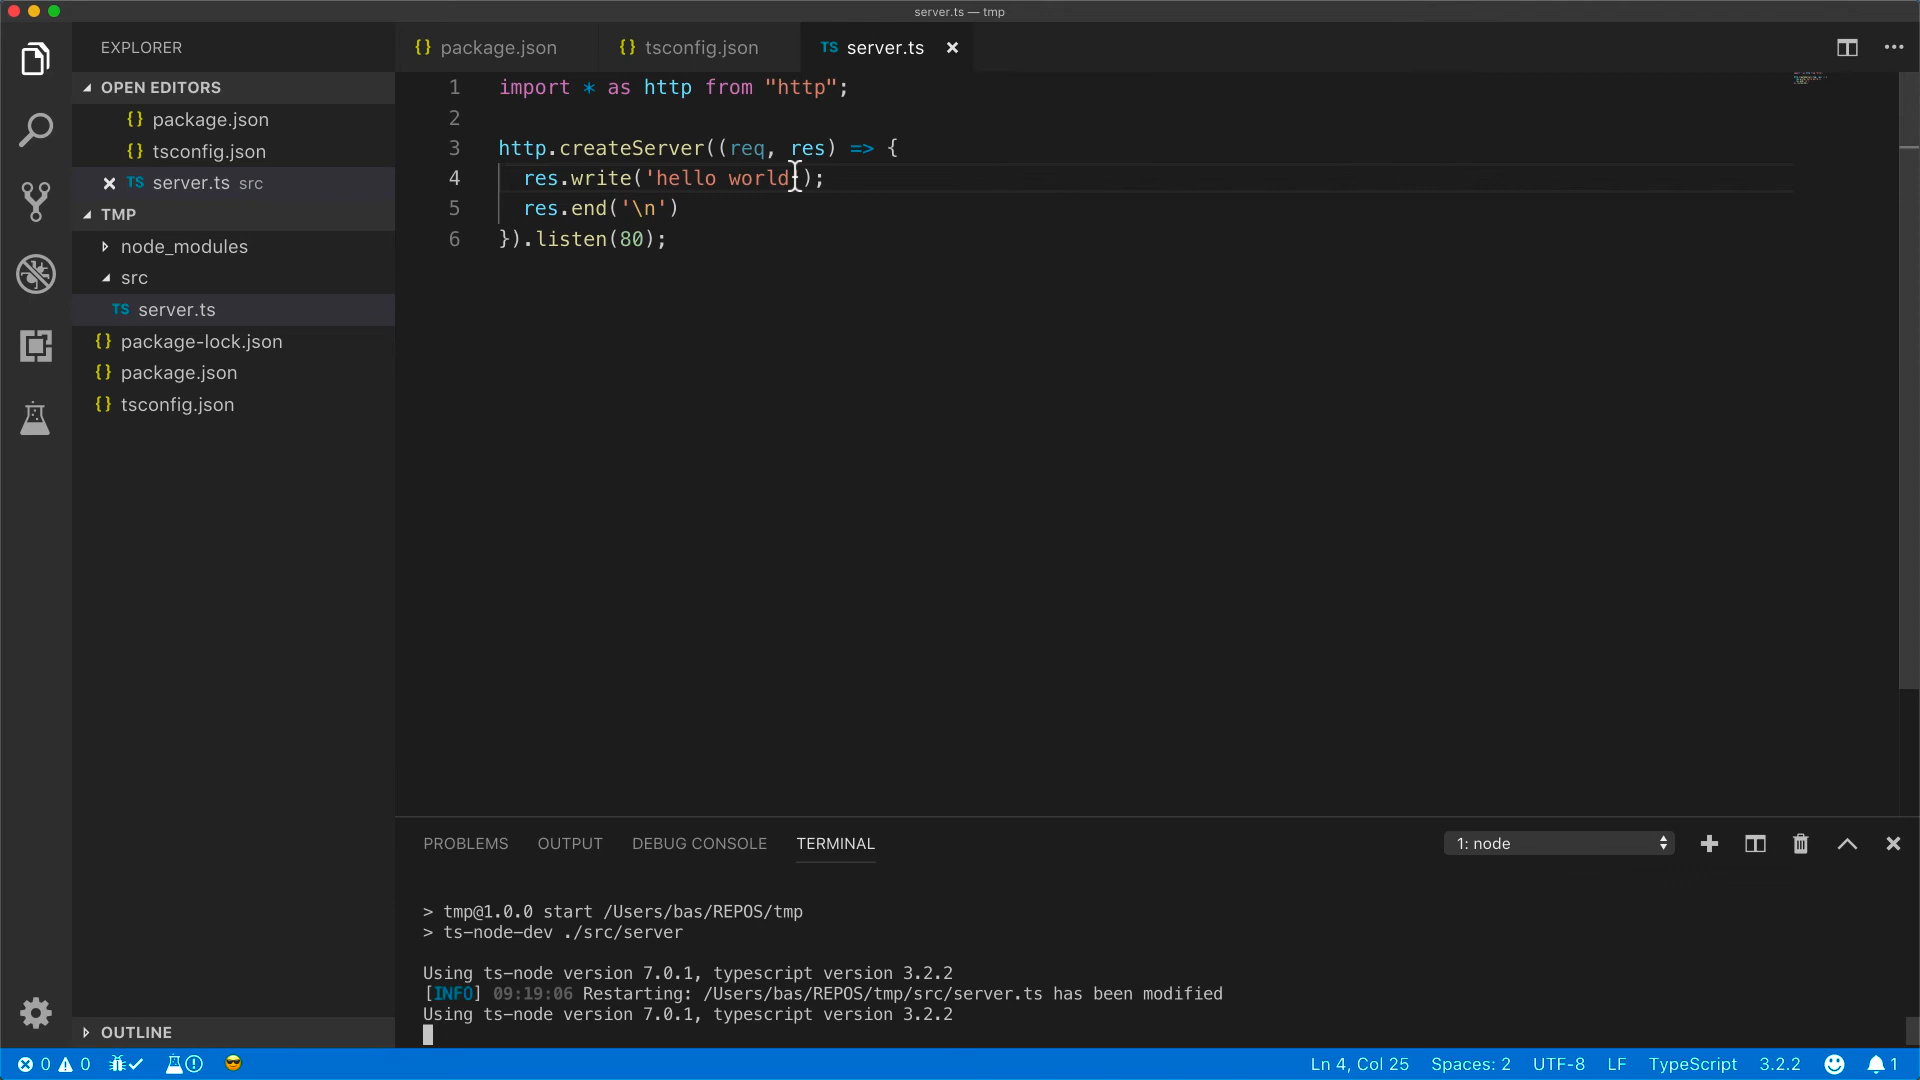 server.ts — tmp
EXPLORER
OPEN EDITORS
{} package.json
{} tsconfig.json
TS server.ts src
TMP
node_modules
src
TS server.ts
{} package-lock.json
{} package.json
{} tsconfig.json
OUTLINE
{} package.json
{} tsconfig.json
TS server.ts
1 import * as http from "http";
2
3 http.createServer((req, res) => {
4 res.write('hello world');
5 res.end('\n')
6 }).listen(80);
PROBLEMS OUTPUT DEBUG CONSOLE TERMINAL
1: node
> tmp@1.0.0 start /Users/bas/REPOS/tmp
> ts-node-dev ./src/server
Using ts-node version 7.0.1, typescript version 3.2.2
[INFO] 09:19:06 Restarting: /Users/bas/REPOS/tmp/src/server.ts has been modified
Using ts-node version 7.0.1, typescript version 3.2.2
0 0 Ln 4, Col 25 Spaces: 2 UTF-8 LF TypeScript 3.2.2 1